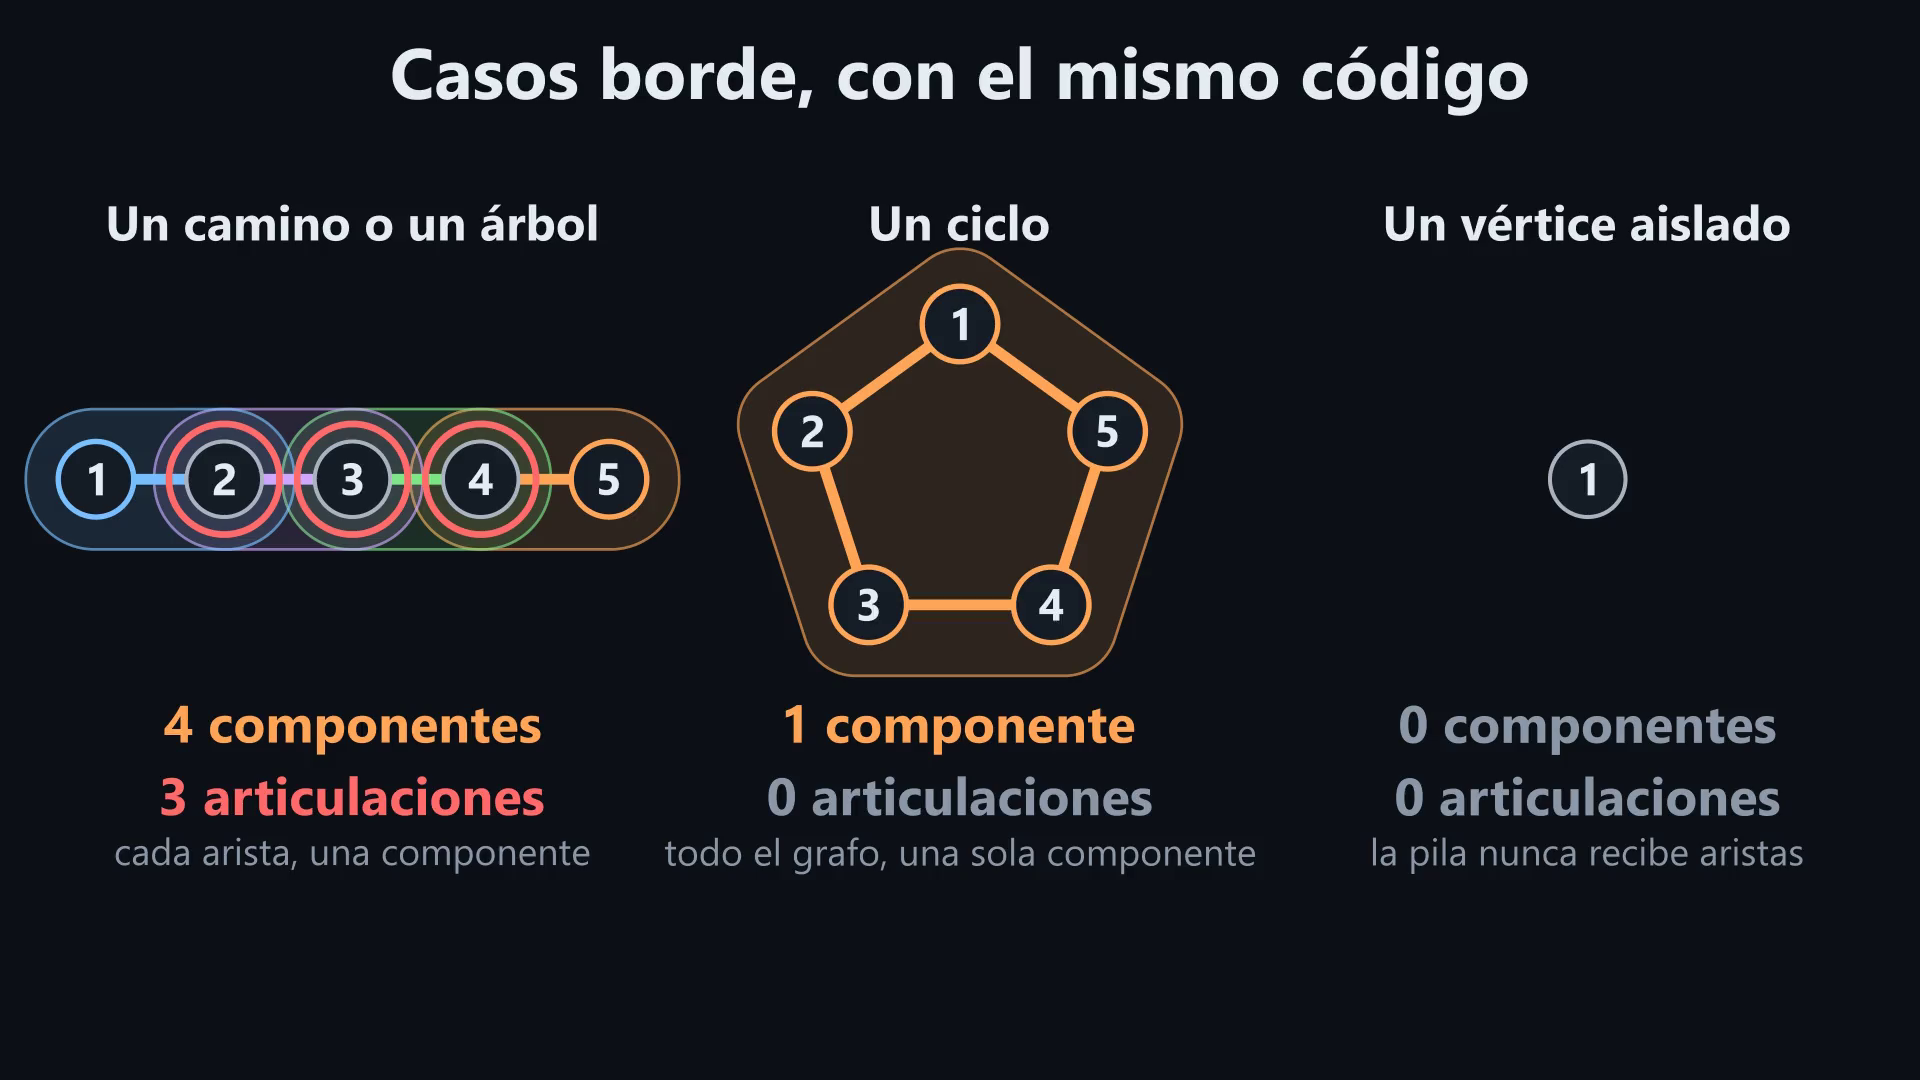 Casos borde, con el mismo código
Un camino o un árbol
1 2 3 4 5
4 componentes
3 articulaciones
cada arista, una componente
Un ciclo
1
2 5
3 4
1 componente
0 articulaciones
todo el grafo, una sola componente
Un vértice aislado
1
0 componentes
0 articulaciones
la pila nunca recibe aristas